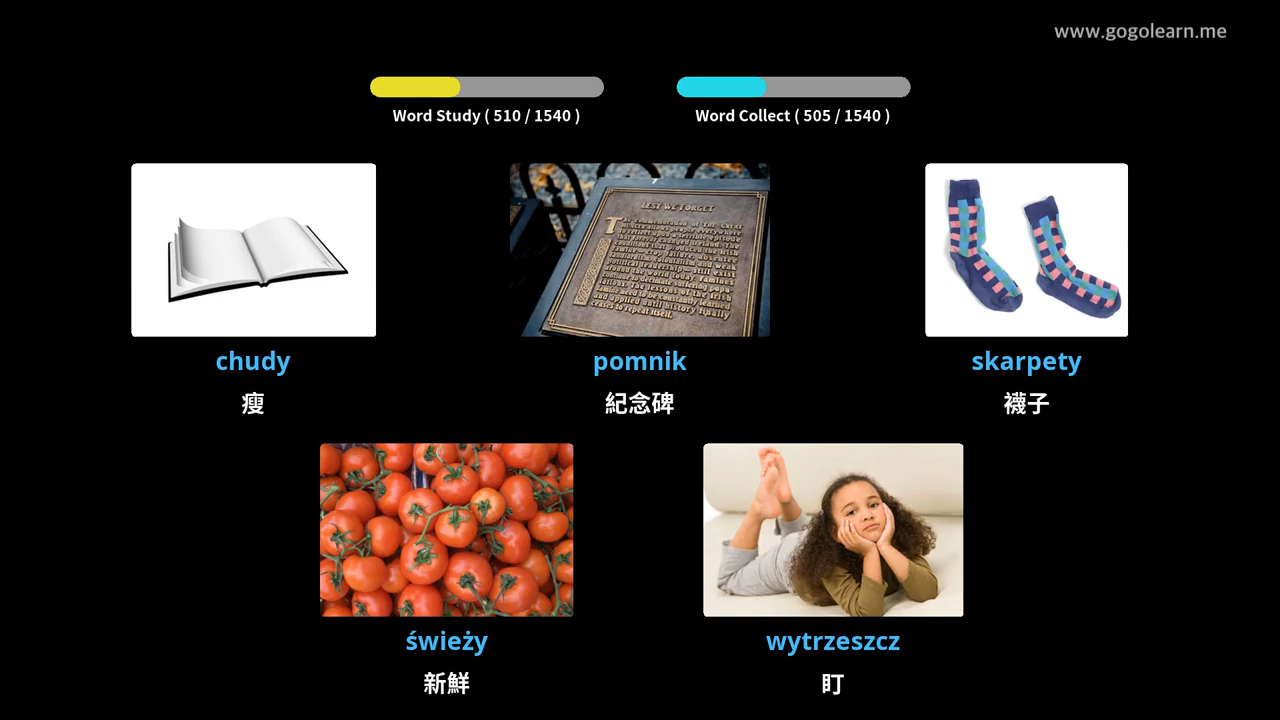 www.gogolearn.me
Word Study ( 510 / 1540 )
Word Collect ( 505 / 1540 )
LEST WE FORGET
chudy
瘦
pomnik
紀念碑
skarpety
襪子
świeży
新鮮
wytrzeszcz
盯